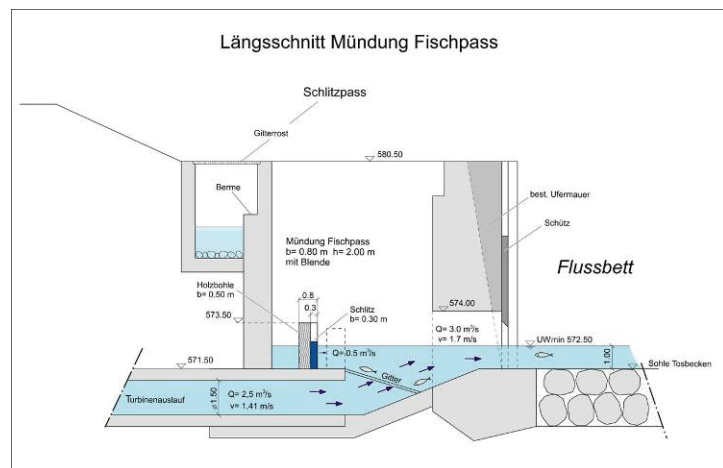 Längsschnitt Mündung Fischpass
Schlitzpass
Gitterrost
580.50
Berme
best. Ufermauer
Schütz
Mündung Fischpass
b= 0.80 m h= 2.00 m
mit Blende
Flussbett
Holzbohle
b= 0.50 m
0.8
0.3
Schlitz
b= 0.30 m
574.00
573.50
Q= 3.0 m³/s
v= 1.7 m/s
UWmin 572.50
Q= 0.5 m³/s
1.00
571.50
Sohle Tosbecken
Gitter
Turbinenauslauf
⌀ 1.50
Q= 2,5 m³/s
v= 1,41 m/s